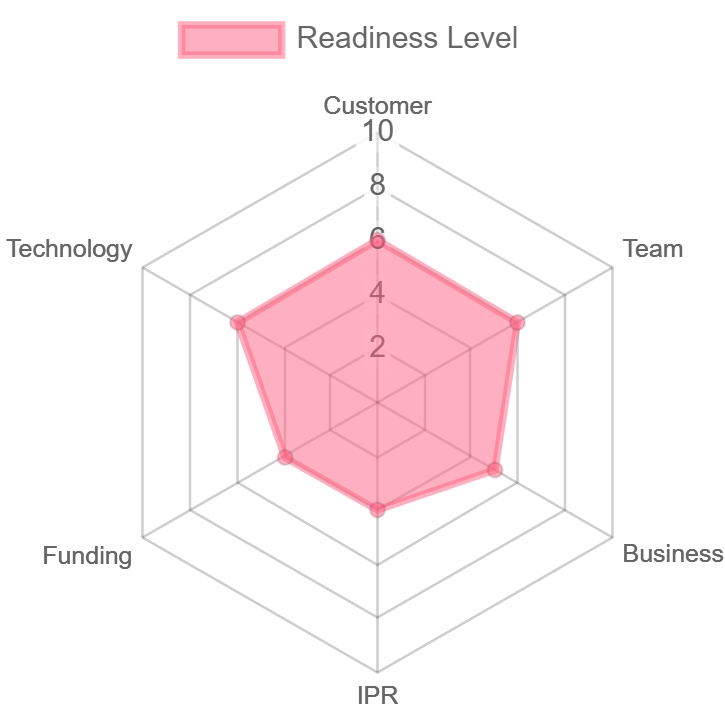 Readiness Level
Customer
10
8
6
4
2
Technology
Team
Funding
Business
IPR